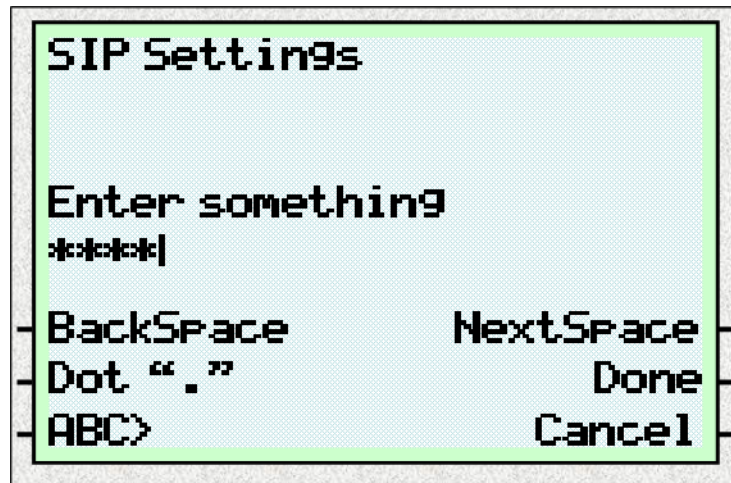 SIP Settings
Enter something
****|
BackSpace NextSpace
Dot “.” Done
ABC> Cancel